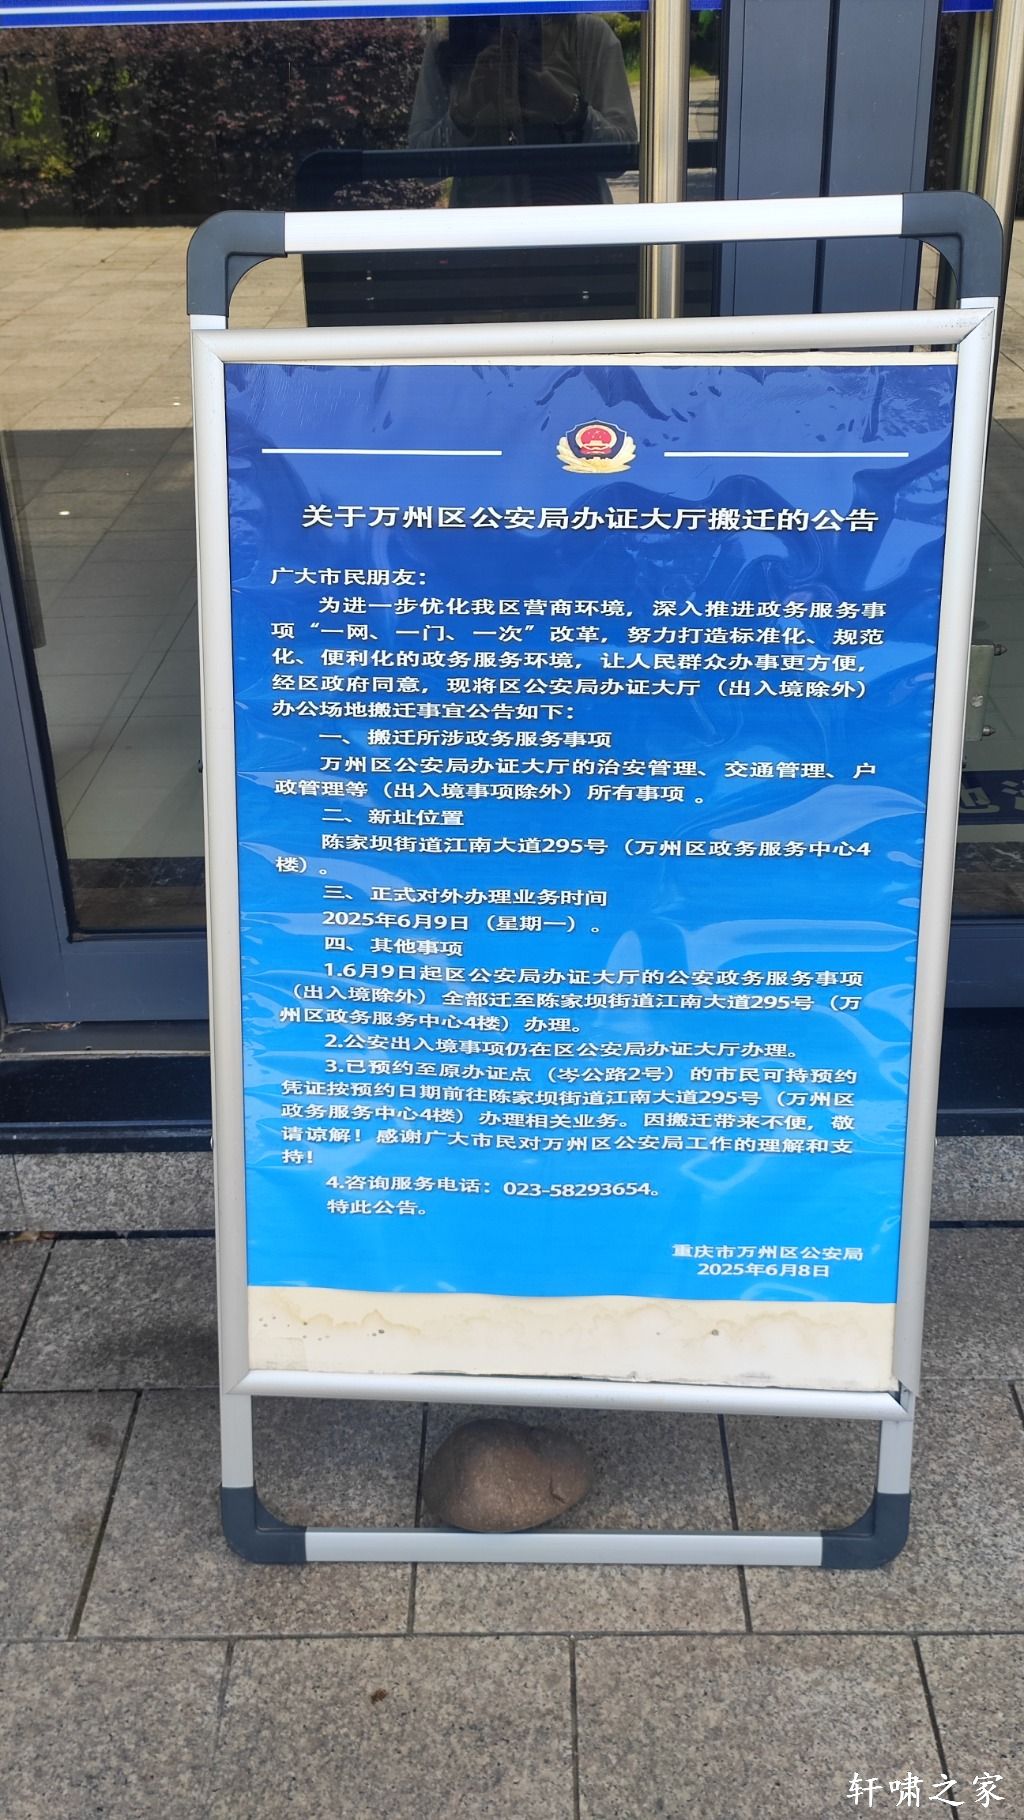 关于万州区公安局办证大厅搬迁的公告
广大市民朋友：
为进一步优化我区营商环境，深入推进政务服务事
项“一网、一门、一次”改革，努力打造标准化、规范
化、便利化的政务服务环境，让人民群众办事更方便，
经区政府同意，现将区公安局办证大厅（出入境除外）
办公场地搬迁事宜公告如下：
一、搬迁所涉政务服务事项
万州区公安局办证大厅的治安管理、交通管理、户
政管理等（出入境事项除外）所有事项 。
二、新址位置
陈家坝街道江南大道295号（万州区政务服务中心4
楼）。
三、正式对外办理业务时间
2025年6月9日（星期一）。
四、其他事项
1.6月9日起区公安局办证大厅的公安政务服务事项
（出入境除外）全部迁至陈家坝街道江南大道295号（万
州区政务服务中心4楼）办理。
2.公安出入境事项仍在区公安局办证大厅办理。
3.已预约至原办证点（岑公路2号）的市民可持预约
凭证按预约日期前往陈家坝街道江南大道295号（万州区
政务服务中心4楼）办理相关业务。因搬迁带来不便，敬
请谅解！感谢广大市民对万州区公安局工作的理解和支
持！
4.咨询服务电话：023-58293654。
特此公告。
重庆市万州区公安局
2025年6月8日
轩啸之家